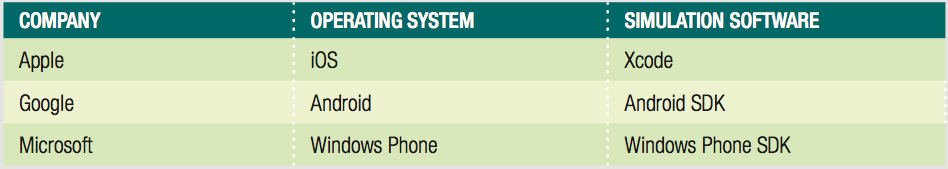 COMPANY OPERATING SYSTEM SIMULATION SOFTWARE
Apple iOS Xcode
Google Android Android SDK
Microsoft Windows Phone Windows Phone SDK